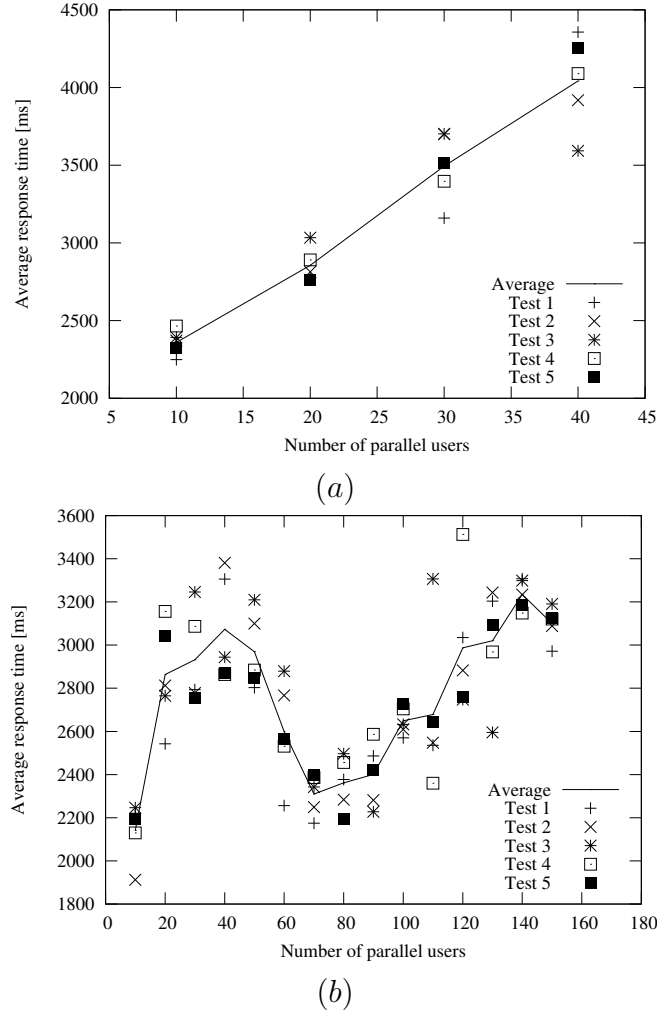 4500
4000
3500
3000
2500
2000
Average response time [ms]
Average
Test 1
Test 2
Test 3
Test 4
Test 5
5 10 15 20 25 30 35 40 45
Number of parallel users
(a)
3600
3400
3200
3000
2800
2600
2400
2200
2000
1800
Average response time [ms]
Average
Test 1
Test 2
Test 3
Test 4
Test 5
0 20 40 60 80 100 120 140 160 180
Number of parallel users
(b)